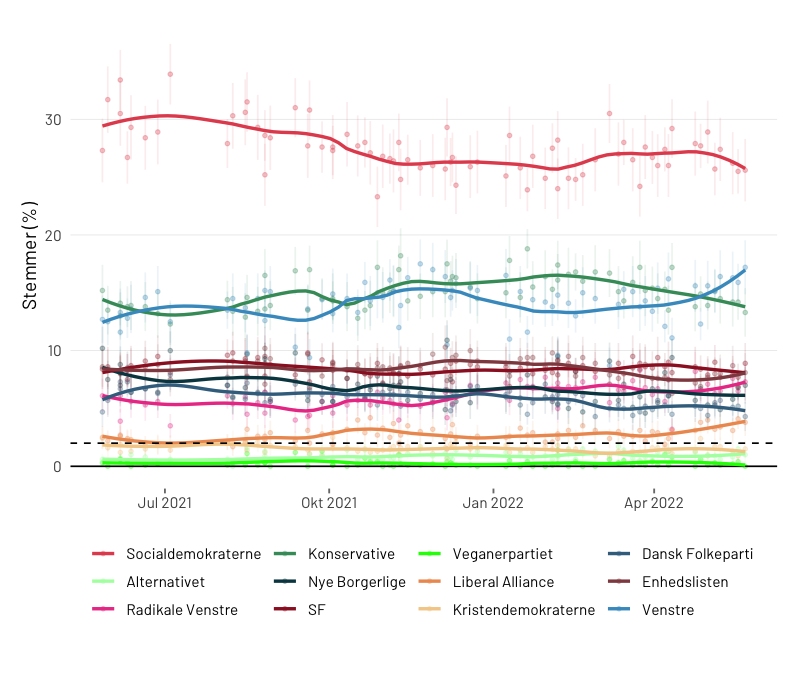 Stemmer(%)
30
20
10
0
Jul 2021
Okt 2021
Jan 2022
Apr 2022
Socialdemokraterne Konservative Veganerpartiet Dansk Folkeparti
Alternativet Nye Borgerlige Liberal Alliance Enhedslisten
Radikale Venstre SF Kristendemokraterne Venstre